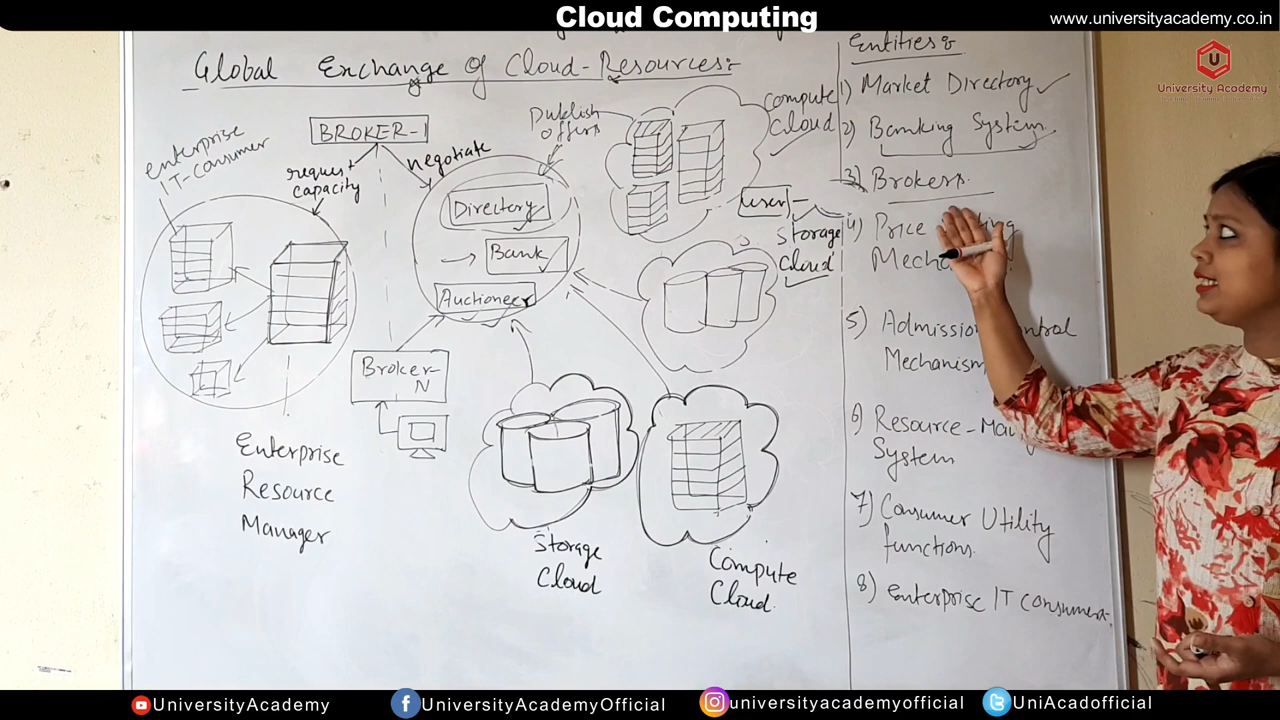 Cloud Computing
www.universityacademy.co.in
U
University Academy
Global Exchange of Cloud-Resources:-
enterprise
IT-consumer
BROKER-1
request
capacity
negotiate
Publish
offers
Directory
Bank
Auctioneer
Broker-
N
Enterprise
Resource
Manager
compute
cloud
user
Storage
Cloud
Storage
Cloud
Compute
Cloud.
Entities:
1) Market Directory
2) Banking System
3) Brokers.
4) Price
5) Admission
Mechanism
6) Resource-
System
7) Consumer Utility
functions.
8) Enterprise IT consumers.
UniversityAcademy
UniversityAcademyOfficial
universityacademyofficial
UniAcadofficial